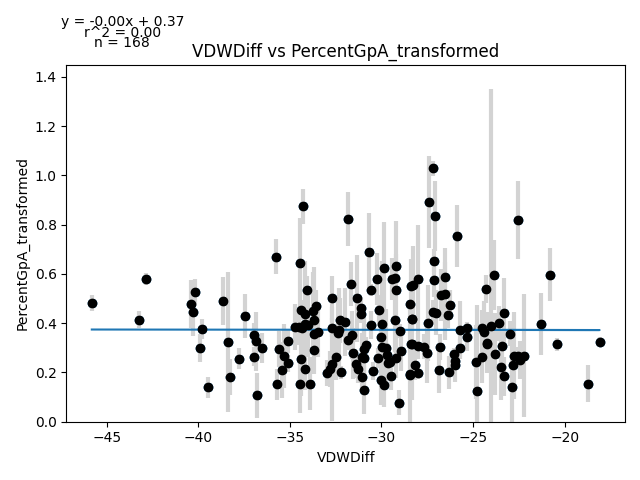 y = -0.00x + 0.37
r^2 = 0.00
n = 168
VDWDiff vs PercentGpA_transformed
PercentGpA_transformed
1.4
1.2
1.0
0.8
0.6
0.4
0.2
0.0
−45
−40
−35
−30
−25
−20
VDWDiff